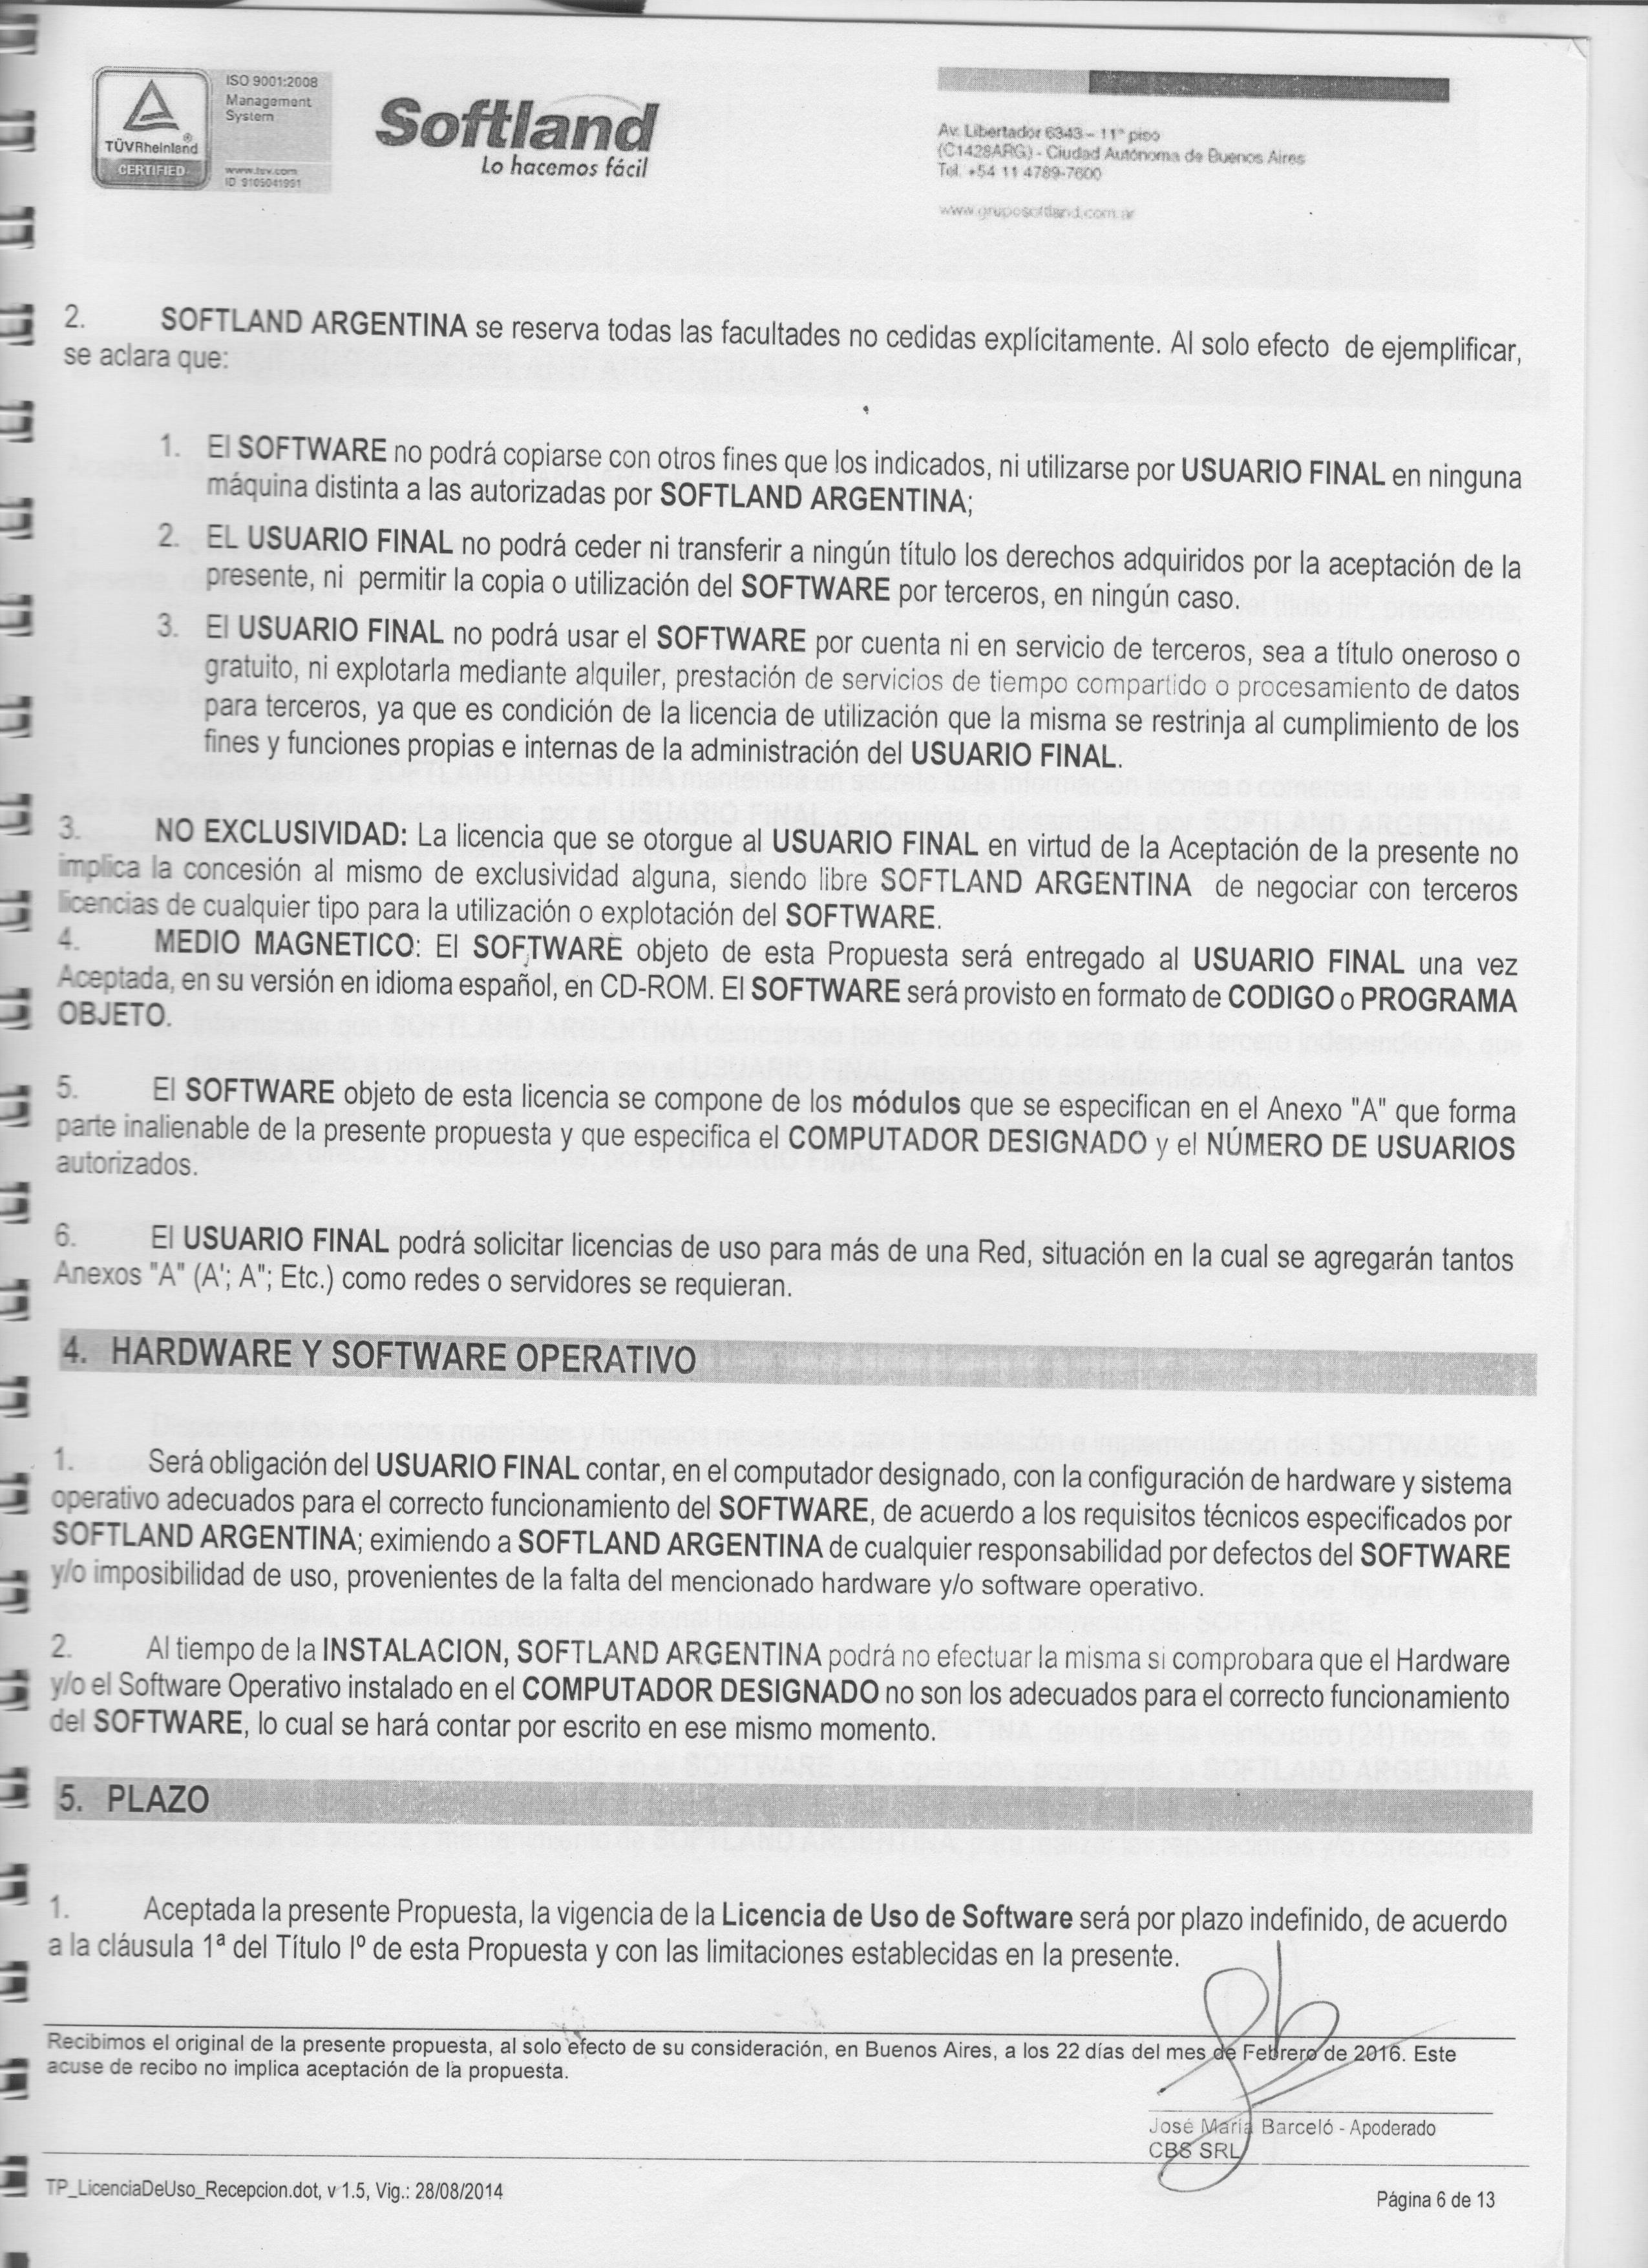 ISO 9001:2008
Management
System
TÜVRheinland®
CERTIFIED
www.tuv.com
ID 9105041991
Softland
Lo hacemos fácil
Av. Libertador 6343 – 11° piso
(C1428ARG) - Ciudad Autónoma de Buenos Aires
Tel. +54 11 4789-7600
www.gruposoftland.com.ar
2. SOFTLAND ARGENTINA se reserva todas las facultades no cedidas explícitamente. Al solo efecto de ejemplificar,
se aclara que:
1. El SOFTWARE no podrá copiarse con otros fines que los indicados, ni utilizarse por USUARIO FINAL en ninguna
máquina distinta a las autorizadas por SOFTLAND ARGENTINA;
2. EL USUARIO FINAL no podrá ceder ni transferir a ningún título los derechos adquiridos por la aceptación de la
presente, ni permitir la copia o utilización del SOFTWARE por terceros, en ningún caso.
3. El USUARIO FINAL no podrá usar el SOFTWARE por cuenta ni en servicio de terceros, sea a título oneroso o
gratuito, ni explotarla mediante alquiler, prestación de servicios de tiempo compartido o procesamiento de datos
para terceros, ya que es condición de la licencia de utilización que la misma se restrinja al cumplimiento de los
fines y funciones propias e internas de la administración del USUARIO FINAL.
3. NO EXCLUSIVIDAD: La licencia que se otorgue al USUARIO FINAL en virtud de la Aceptación de la presente no
implica la concesión al mismo de exclusividad alguna, siendo libre SOFTLAND ARGENTINA de negociar con terceros
licencias de cualquier tipo para la utilización o explotación del SOFTWARE.
4. MEDIO MAGNETICO: El SOFTWARE objeto de esta Propuesta será entregado al USUARIO FINAL una vez
Aceptada, en su versión en idioma español, en CD-ROM. El SOFTWARE será provisto en formato de CODIGO o PROGRAMA
OBJETO.
5. El SOFTWARE objeto de esta licencia se compone de los módulos que se especifican en el Anexo "A" que forma
parte inalienable de la presente propuesta y que especifica el COMPUTADOR DESIGNADO y el NÚMERO DE USUARIOS
autorizados.
6. El USUARIO FINAL podrá solicitar licencias de uso para más de una Red, situación en la cual se agregarán tantos
Anexos "A" (A'; A"; Etc.) como redes o servidores se requieran.
4. HARDWARE Y SOFTWARE OPERATIVO
1. Será obligación del USUARIO FINAL contar, en el computador designado, con la configuración de hardware y sistema
operativo adecuados para el correcto funcionamiento del SOFTWARE, de acuerdo a los requisitos técnicos especificados por
SOFTLAND ARGENTINA; eximiendo a SOFTLAND ARGENTINA de cualquier responsabilidad por defectos del SOFTWARE
y/o imposibilidad de uso, provenientes de la falta del mencionado hardware y/o software operativo.
2. Al tiempo de la INSTALACION, SOFTLAND ARGENTINA podrá no efectuar la misma si comprobara que el Hardware
y/o el Software Operativo instalado en el COMPUTADOR DESIGNADO no son los adecuados para el correcto funcionamiento
del SOFTWARE, lo cual se hará contar por escrito en ese mismo momento.
5. PLAZO
1. Aceptada la presente Propuesta, la vigencia de la Licencia de Uso de Software será por plazo indefinido, de acuerdo
a la cláusula 1ª del Título Iº de esta Propuesta y con las limitaciones establecidas en la presente.
Recibimos el original de la presente propuesta, al solo efecto de su consideración, en Buenos Aires, a los 22 días del mes de Febrero de 2016. Este
acuse de recibo no implica aceptación de la propuesta.
José María Barceló - Apoderado
CBS SRL
TP_LicenciaDeUso_Recepcion.dot, v 1.5, Vig.: 28/08/2014
Página 6 de 13